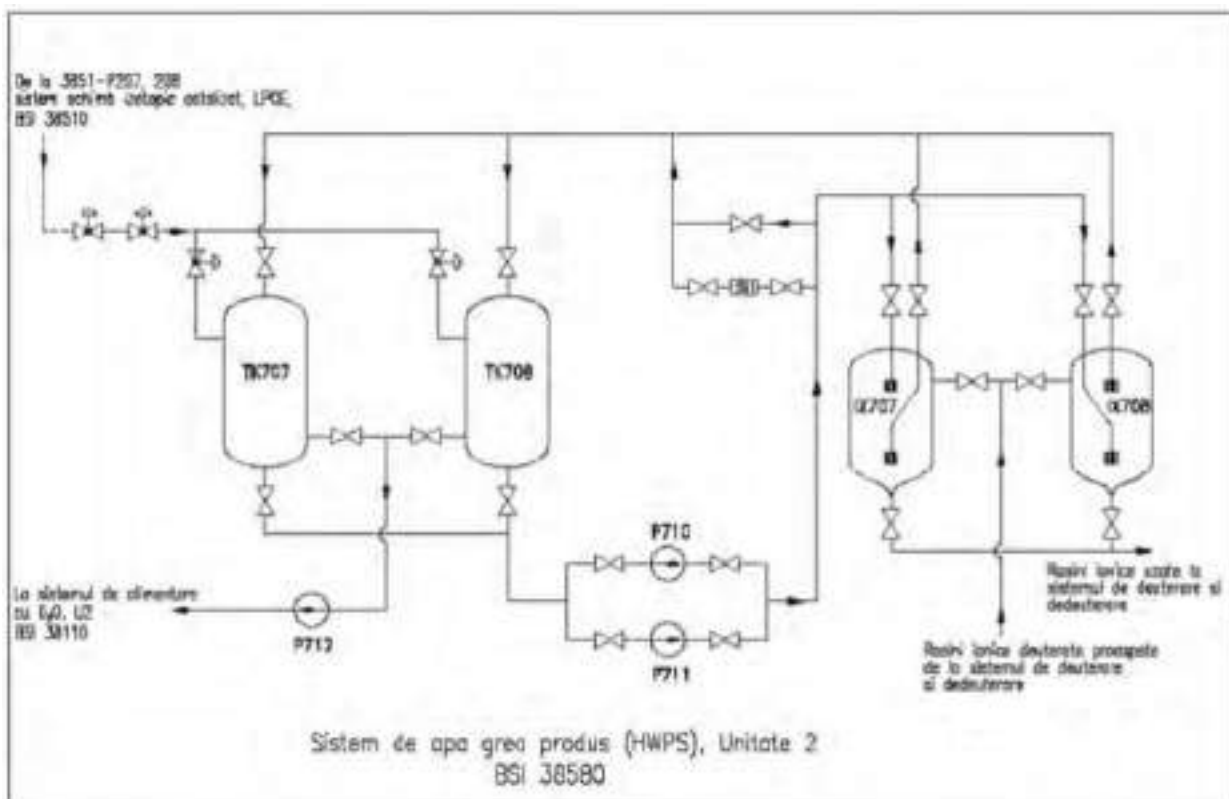 De la 3851-P207, 208
sistem schimb izotopic catalizat, LPCE,
BSI 38510
TK707
TK708
IX707
IX708
P710
P711
P712
La sistemul de alimentare
cu D₂O, U2
BSI 38110
Rasini ionice uzate la
sistemul de deuterare si
dedeuterare
Rasini ionice deuterate proaspete
de la sistemul de deuterare
si dedeuterare
Sistem de apa grea produs (HWPS), Unitate 2
BSI 38580